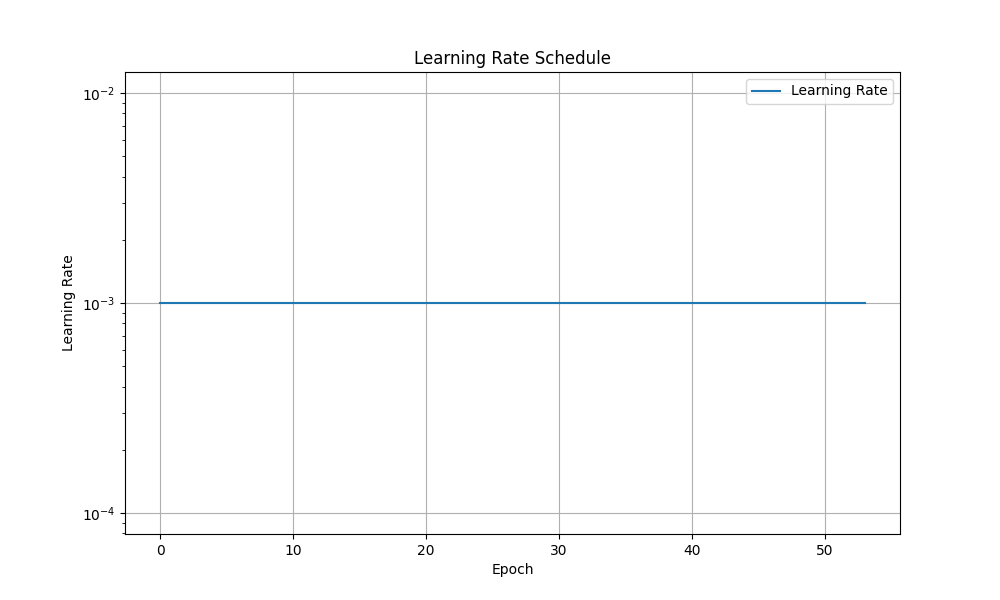 Learning Rate Schedule
Learning Rate
10⁻²
10⁻³
10⁻⁴
Learning Rate
0 10 20 30 40 50
Epoch